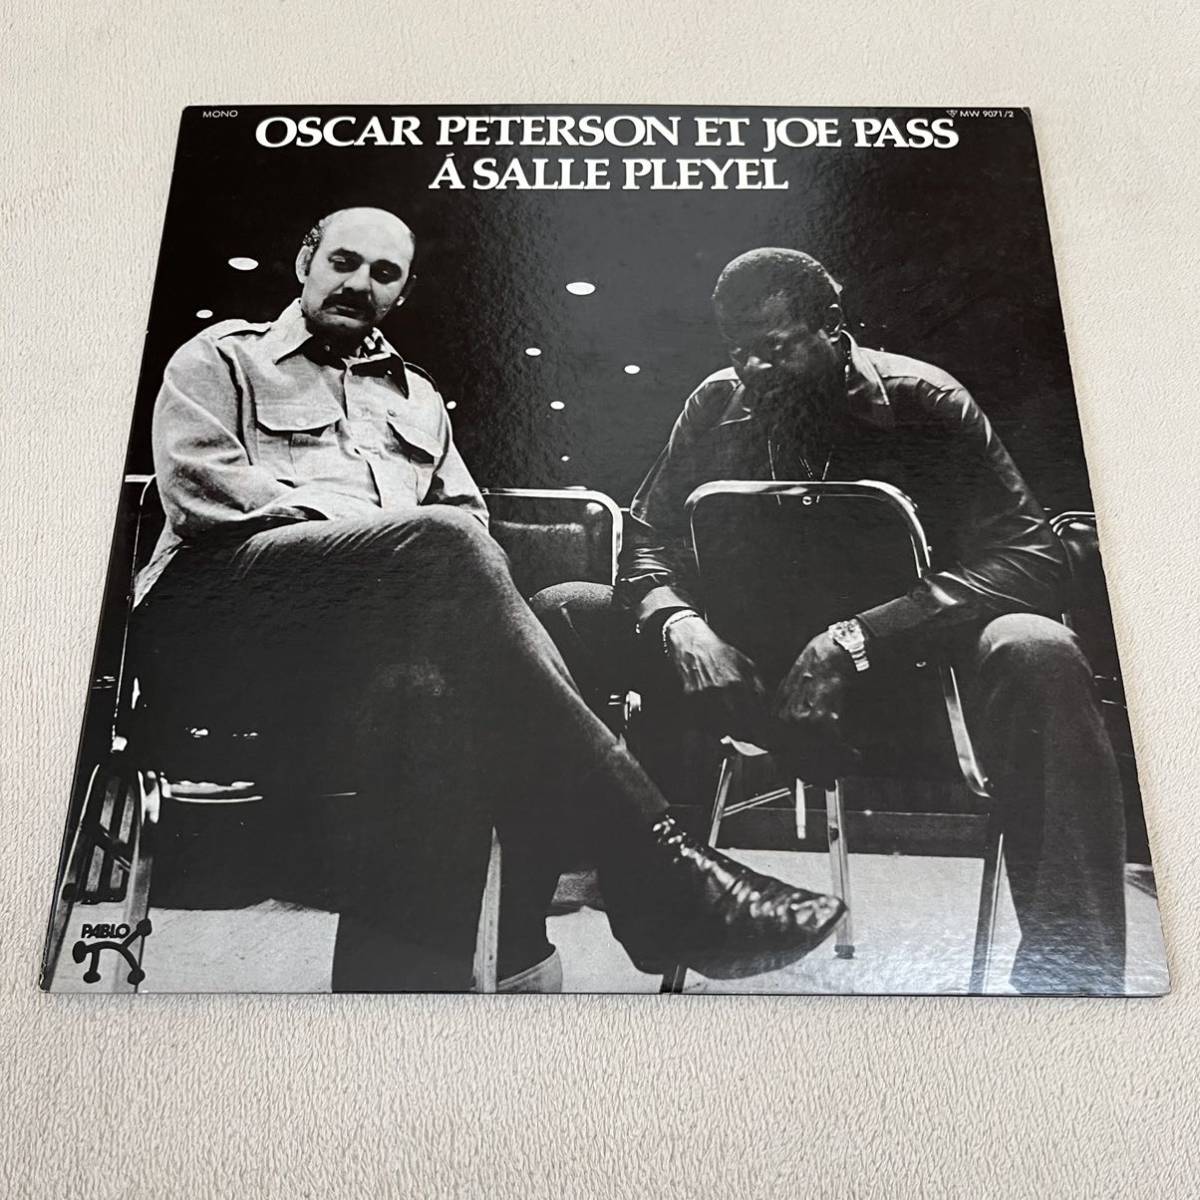 MONO
MW 9071/2
OSCAR PETERSON ET JOE PASS
Á SALLE PLEYEL
PABLO